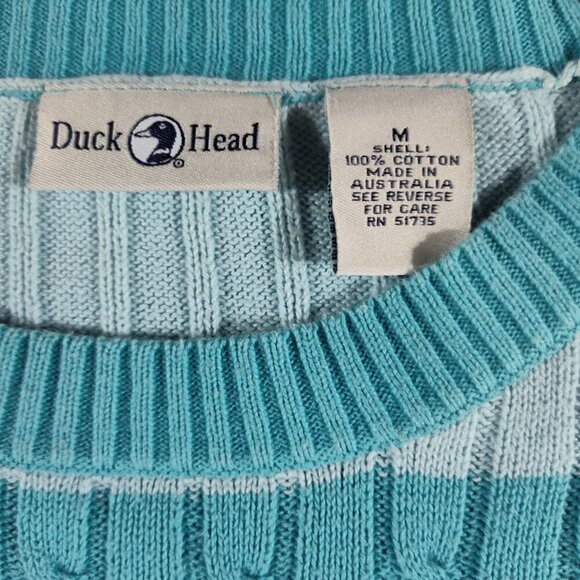 Duck Head
M
SHELL:
100% COTTON
MADE IN
AUSTRALIA
SEE REVERSE
FOR CARE
RN 51735